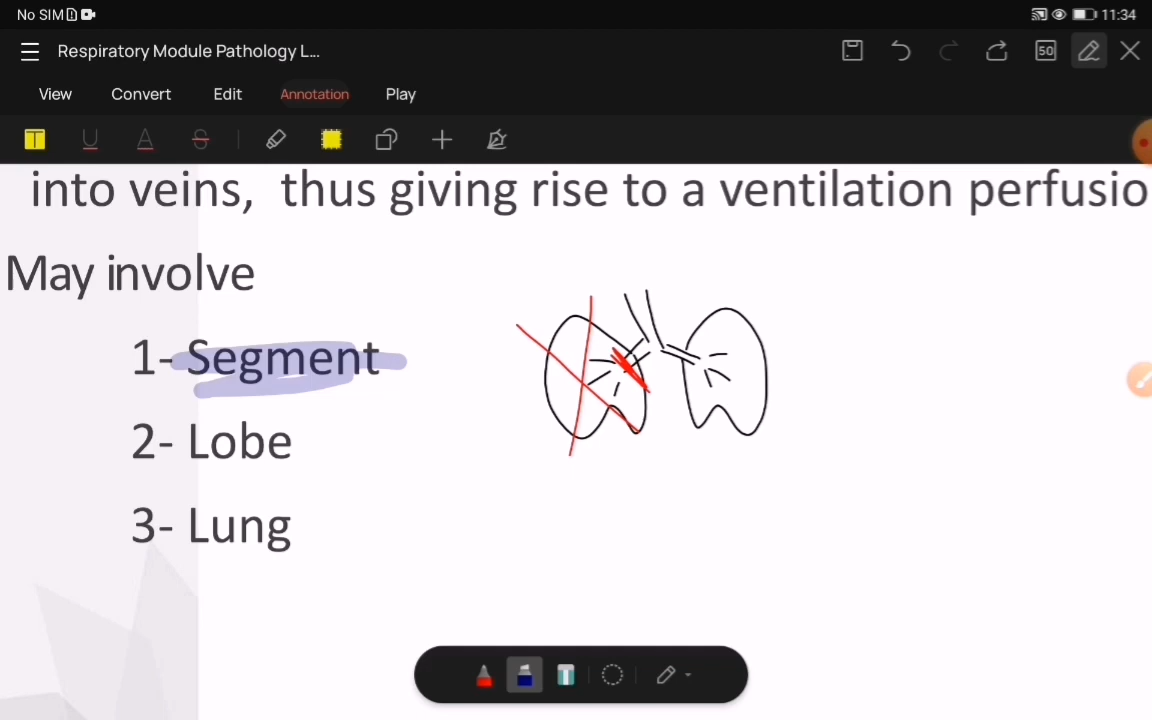 No SIM 11:34
Respiratory Module Pathology L...
50
View Convert Edit Annotation Play
T U A S
into veins, thus giving rise to a ventilation perfusio
May involve
1- Segment
2- Lobe
3- Lung